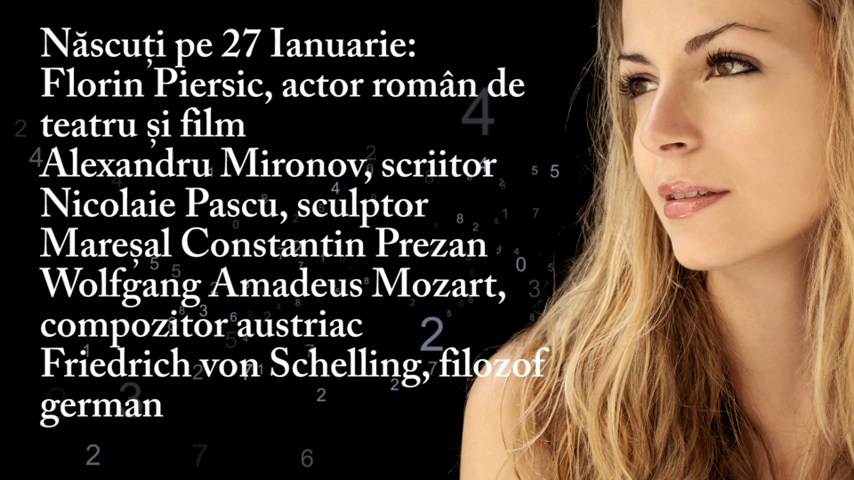 Născuți pe 27 Ianuarie:
Florin Piersic, actor român de
teatru și film
Alexandru Mironov, scriitor
Nicolaie Pascu, sculptor
Mareșal Constantin Prezan
Wolfgang Amadeus Mozart,
compozitor austriac
Friedrich von Schelling, filozof
german